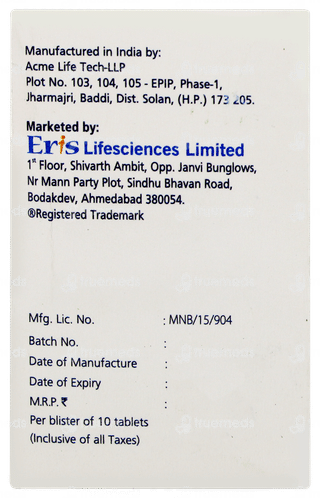 Manufactured in India by:
Acme Life Tech-LLP
Plot No. 103, 104, 105 - EPIP, Phase-1,
Jharmajri, Baddi, Dist. Solan, (H.P.) 173 205.
Marketed by:
Eris Lifesciences Limited
1st Floor, Shivarth Ambit, Opp. Janvi Bunglows,
Nr Mann Party Plot, Sindhu Bhavan Road,
Bodakdev, Ahmedabad 380054.
®Registered Trademark
Mfg. Lic. No. : MNB/15/904
Batch No. :
Date of Manufacture :
Date of Expiry :
M.R.P. ₹ :
Per blister of 10 tablets
(Inclusive of all Taxes)